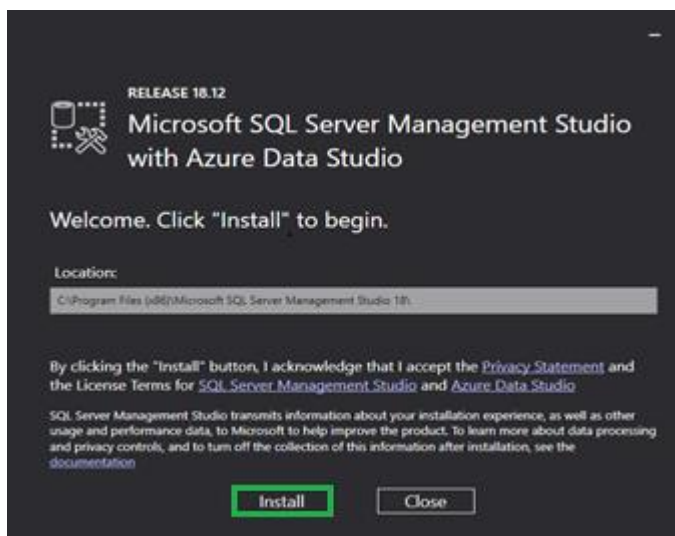 RELEASE 18.12
Microsoft SQL Server Management Studio
with Azure Data Studio
Welcome. Click "Install" to begin.
Location:
C:\Program Files (x86)\Microsoft SQL Server Management Studio 18\
By clicking the "Install" button, I acknowledge that I accept the Privacy Statement and
the License Terms for SQL Server Management Studio and Azure Data Studio
SQL Server Management Studio transmits information about your installation experience, as well as other
usage and performance data, to Microsoft to help improve the product. To learn more about data processing
and privacy controls, and to turn off the collection of this information after installation, see the
documentation
Install Close